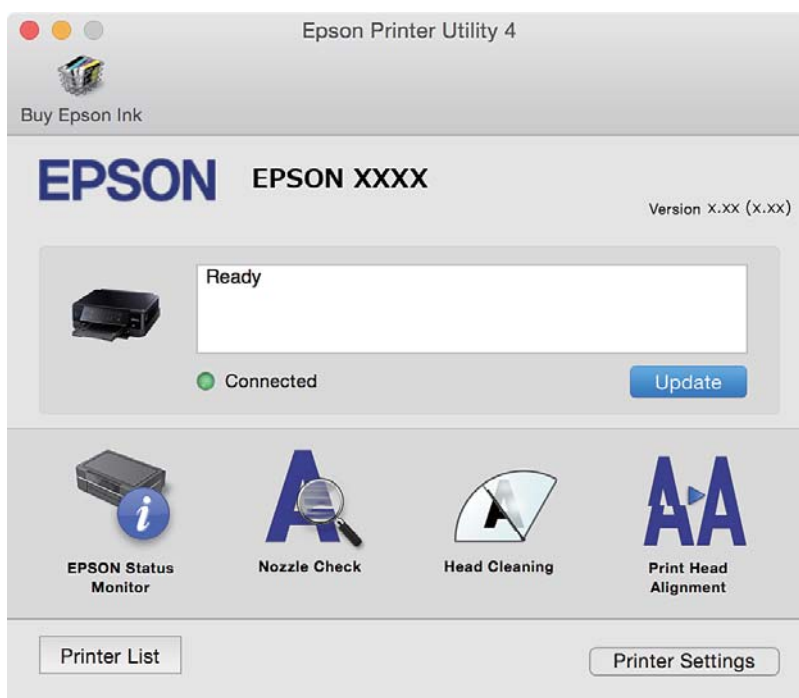 Epson Printer Utility 4
Buy Epson Ink
EPSON
EPSON XXXX
Version x.xx (x.xx)
Ready
Connected
Update
EPSON Status
Monitor
Nozzle Check
Head Cleaning
Print Head
Alignment
Printer List
Printer Settings